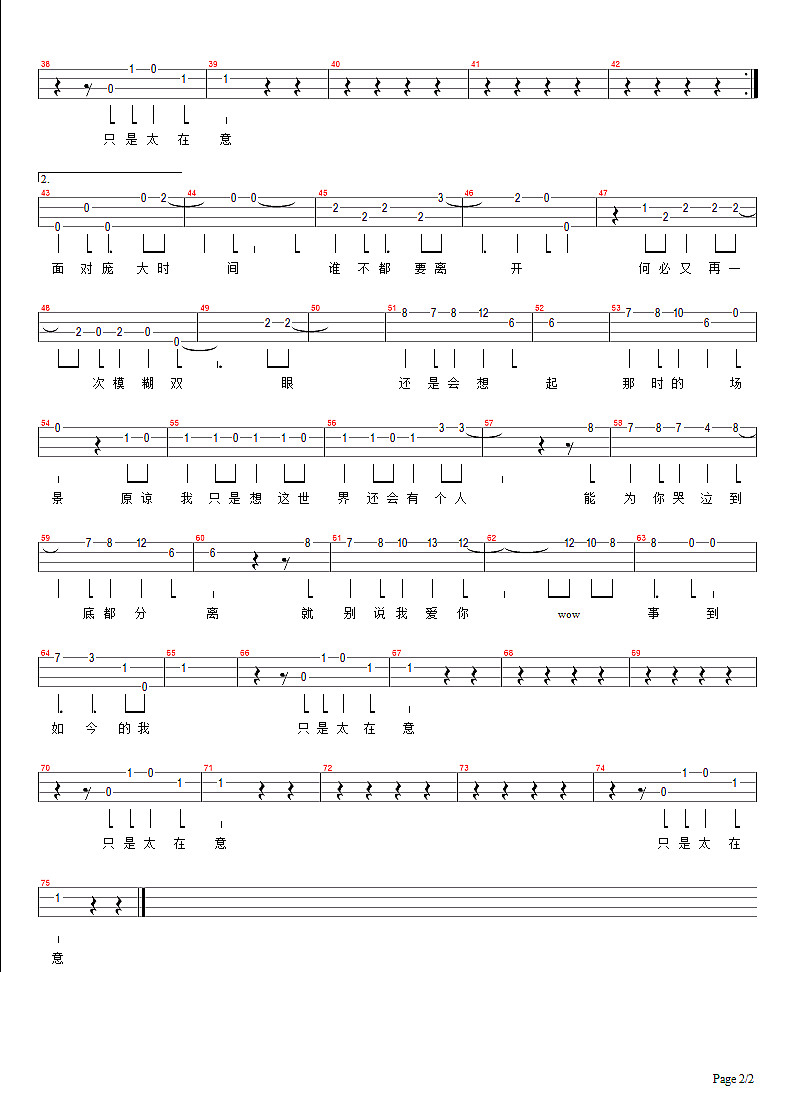 38 39 40 41 42
0 1 0 1 1
只 是 太 在 意
2.
43 44 45 46 47
0 0 0 0 2 0 0 2 2 2 2 3 2 0 0 1 2 2 2 2
面 对 庞 大 时 间 谁 不 都 要 离 开 何 必 又 再 一
48 49 50 51 52 53
2 0 2 0 0 2 2 8 7 8 12 6 6 7 8 10 6 0
次 模 糊 双 眼 还 是 会 想 起 那 时 的 场
54 55 56 57 58
0 1 0 1 1 0 1 1 0 1 1 0 1 3 3 8 7 8 7 4 8
景 原 谅 我 只 是 想 这 世 界 还 会 有 个 人 能 为 你 哭 泣 到
59 60 61 62 63
7 8 12 6 6 8 7 8 10 13 12 12 10 8 8 0 0
底 都 分 离 就 别 说 我 爱 你 wow 事 到
64 65 66 67 68 69
7 3 1 0 1 0 1 0 1 1
如 今 的 我 只 是 太 在 意
70 71 72 73 74
0 1 0 1 1 0 1 0 1
只 是 太 在 意 只 是 太 在
75
1
意
Page 2/2